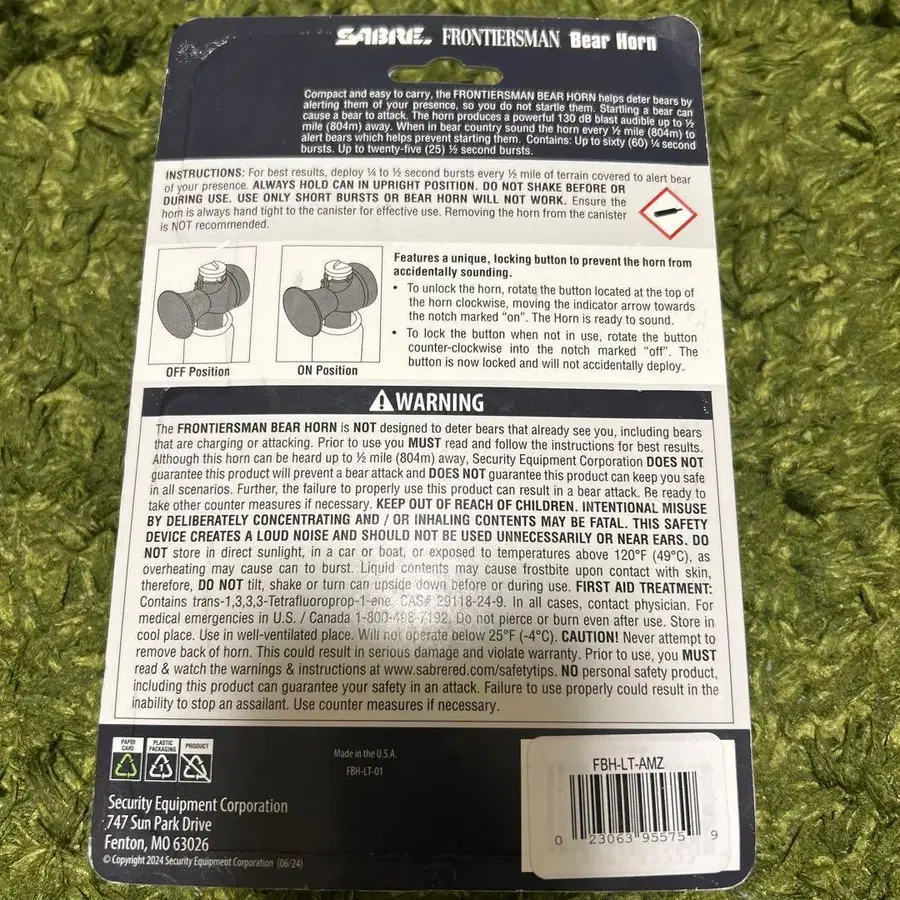 SABRE. FRONTIERSMAN Bear Horn
Compact and easy to carry, the FRONTIERSMAN BEAR HORN helps deter bears by
alerting them of your presence, so you do not startle them. Startling a bear can
cause a bear to attack. The horn produces a powerful 130 dB blast audible up to ½
mile (804m) away. When in bear country sound the horn every ½ mile (804m) to
alert bears which helps prevent starting them. Contains: Up to sixty (60) ¼ second
bursts. Up to twenty-five (25) ½ second bursts.
INSTRUCTIONS: For best results, deploy ¼ to ½ second bursts every ½ mile of terrain covered to alert bear
of your presence. ALWAYS HOLD CAN IN UPRIGHT POSITION. DO NOT SHAKE BEFORE OR
DURING USE. USE ONLY SHORT BURSTS OR BEAR HORN WILL NOT WORK. Ensure the
horn is always hand tight to the canister for effective use. Removing the horn from the canister
is NOT recommended.
OFF Position
ON Position
Features a unique, locking button to prevent the horn from
accidentally sounding.
• To unlock the horn, rotate the button located at the top of
the horn clockwise, moving the indicator arrow towards
the notch marked “on”. The Horn is ready to sound.
• To lock the button when not in use, rotate the button
counter-clockwise into the notch marked “off”. The
button is now locked and will not accidentally deploy.
WARNING
The FRONTIERSMAN BEAR HORN is NOT designed to deter bears that already see you, including bears
that are charging or attacking. Prior to use you MUST read and follow the instructions for best results.
Although this horn can be heard up to ½ mile (804m) away, Security Equipment Corporation DOES NOT
guarantee this product will prevent a bear attack and DOES NOT guarantee this product can keep you safe
in all scenarios. Further, the failure to properly use this product can result in a bear attack. Be ready to
take other counter measures if necessary. KEEP OUT OF REACH OF CHILDREN. INTENTIONAL MISUSE
BY DELIBERATELY CONCENTRATING AND / OR INHALING CONTENTS MAY BE FATAL. THIS SAFETY
DEVICE CREATES A LOUD NOISE AND SHOULD NOT BE USED UNNECESSARILY OR NEAR EARS. DO
NOT store in direct sunlight, in a car or boat, or exposed to temperatures above 120°F (49°C), as
overheating may cause can to burst. Liquid contents may cause frostbite upon contact with skin,
therefore, DO NOT tilt, shake or turn can upside down before or during use. FIRST AID TREATMENT:
Contains trans-1,3,3,3-Tetrafluoroprop-1-ene. CAS# 29118-24-9. In all cases, contact physician. For
medical emergencies in U.S. / Canada 1-800-498-7192. Do not pierce or burn even after use. Store in
cool place. Use in well-ventilated place. Will not operate below 25°F (-4°C). CAUTION! Never attempt to
remove back of horn. This could result in serious damage and violate warranty. Prior to use, you MUST
read & watch the warnings & instructions at www.sabrered.com/safetytips. NO personal safety product,
including this product can guarantee your safety in an attack. Failure to use properly could result in the
inability to stop an assailant. Use counter measures if necessary.
PAPER CARD
PLASTIC PACKAGING
1
PRODUCT
Made in the U.S.A.
FBH-LT-01
Security Equipment Corporation
747 Sun Park Drive
Fenton, MO 63026
© Copyright 2024 Security Equipment Corporation (06/24)
FBH-LT-AMZ
0 23063 95575 9